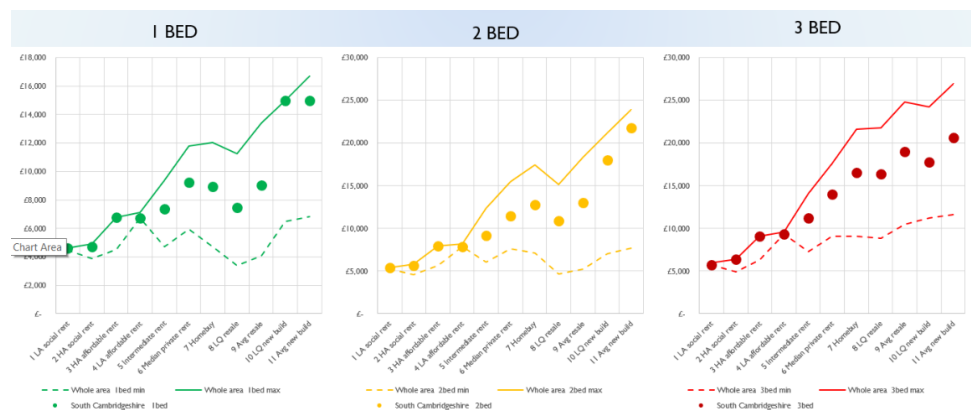 1 BED
2 BED
3 BED
£18,000
£16,000
£14,000
£12,000
£10,000
£8,000
£6,000
£4,000
£2,000
£-
Chart Area
1 LA social rent
2 HA social rent
3 HA affordable rent
4 LA affordable rent
5 Intermediate rent
6 Median private rent
7 Homebuy
8 LQ resale
9 Avg resale
10 LQ new build
11 Avg new build
Whole area 1bed min
Whole area 1bed max
South Cambridgeshire 1bed
£30,000
£25,000
£20,000
£15,000
£10,000
£5,000
£-
1 LA social rent
2 HA social rent
3 HA affordable rent
4 LA affordable rent
5 Intermediate rent
6 Median private rent
7 Homebuy
8 LQ resale
9 Avg resale
10 LQ new build
11 Avg new build
Whole area 2bed min
Whole area 2bed max
South Cambridgeshire 2bed
£30,000
£25,000
£20,000
£15,000
£10,000
£5,000
£-
1 LA social rent
2 HA social rent
3 HA affordable rent
4 LA affordable rent
5 Intermediate rent
6 Median private rent
7 Homebuy
8 LQ resale
9 Avg resale
10 LQ new build
11 Avg new build
Whole area 3bed min
Whole area 3bed max
South Cambridgeshire 3bed